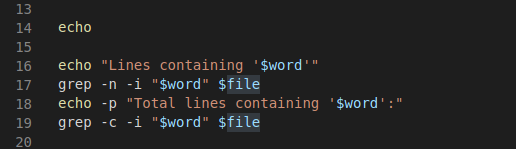 13
14 echo
15
16 echo "Lines containing '$word'"
17 grep -n -i "$word" $file
18 echo -p "Total lines containing '$word':"
19 grep -c -i "$word" $file
20